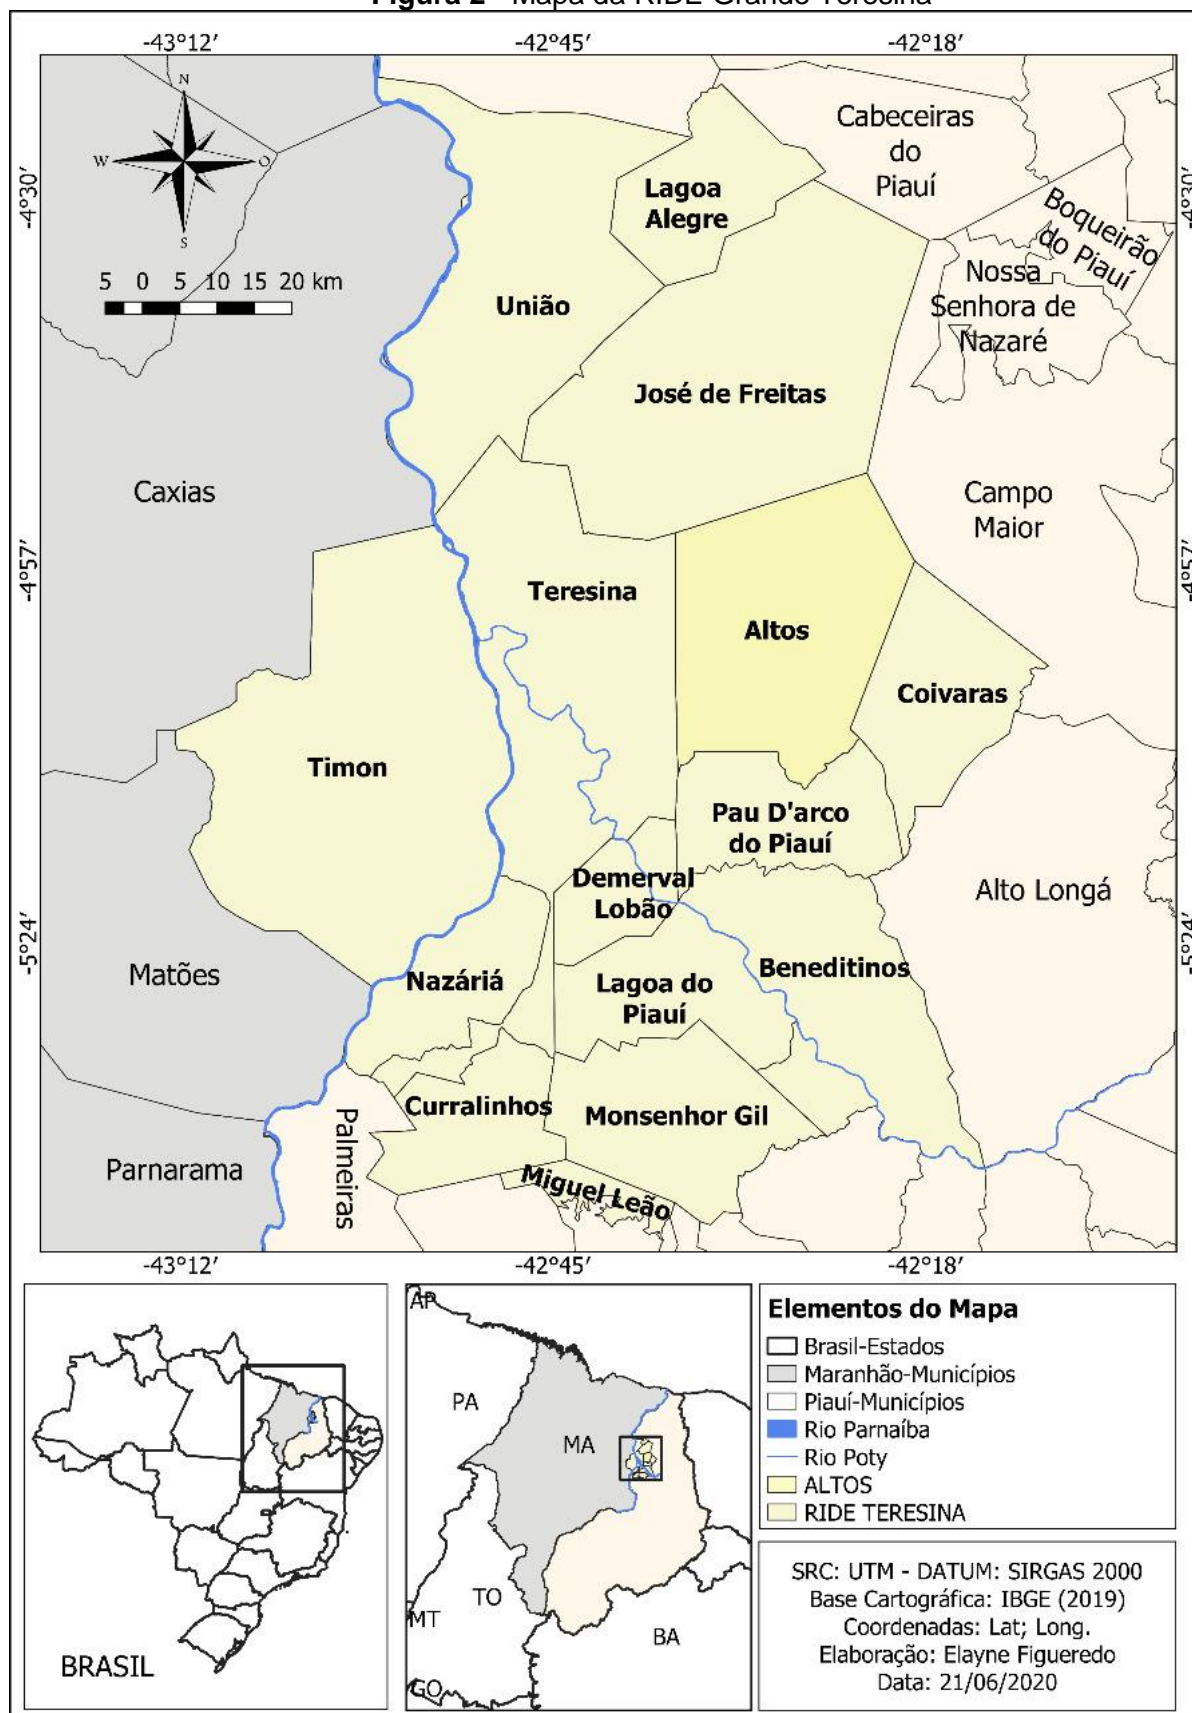 Figura 2 - Mapa da RIDE Grande Teresina
-43°12′ -42°45′ -42°18′
N
W
O
S
-4°30′
-4°30′
5 0 5 10 15 20 km
Cabeceiras
do
Piauí
Lagoa
Alegre
Boqueirão
do Piauí
Nossa
Senhora de
Nazaré
União
José de Freitas
Caxias
Campo
Maior
-4°57′
-4°57′
Teresina
Altos
Coivaras
Timon
Pau D'arco
do Piauí
Demerval
Lobão
Alto Longá
-5°24′
-5°24′
Matões
Nazáriá
Lagoa do
Piauí
Beneditinos
Curralinhos
Monsenhor Gil
Parnarama
Palmeiras
Miguel Leão
-43°12′ -42°45′ -42°18′
BRASIL
AP
PA
MA
TO
MT
BA
GO
Elementos do Mapa
Brasil-Estados
Maranhão-Municípios
Piauí-Municípios
Rio Parnaíba
Rio Poty
ALTOS
RIDE TERESINA
SRC: UTM - DATUM: SIRGAS 2000
Base Cartográfica: IBGE (2019)
Coordenadas: Lat; Long.
Elaboração: Elayne Figueredo
Data: 21/06/2020